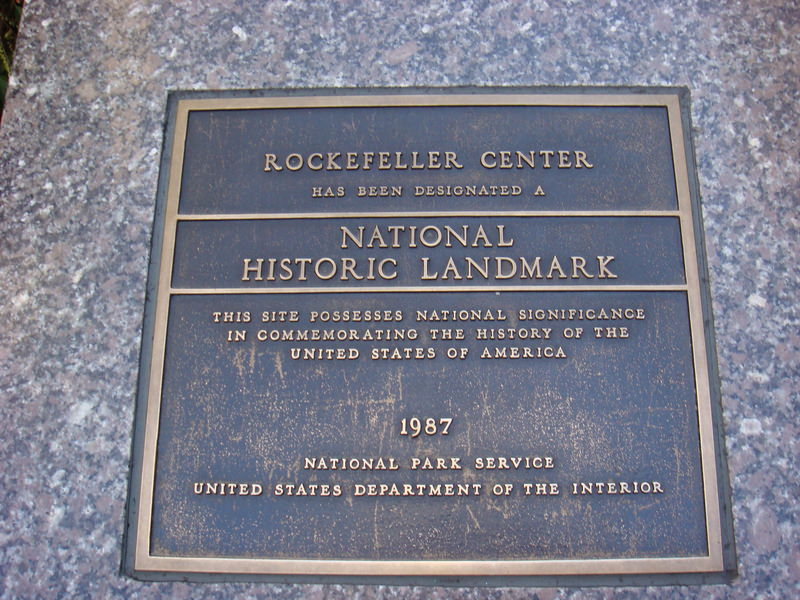 ROCKEFELLER CENTER
HAS BEEN DESIGNATED A
NATIONAL
HISTORIC LANDMARK
THIS SITE POSSESSES NATIONAL SIGNIFICANCE
IN COMMEMORATING THE HISTORY OF THE
UNITED STATES OF AMERICA
1987
NATIONAL PARK SERVICE
UNITED STATES DEPARTMENT OF THE INTERIOR